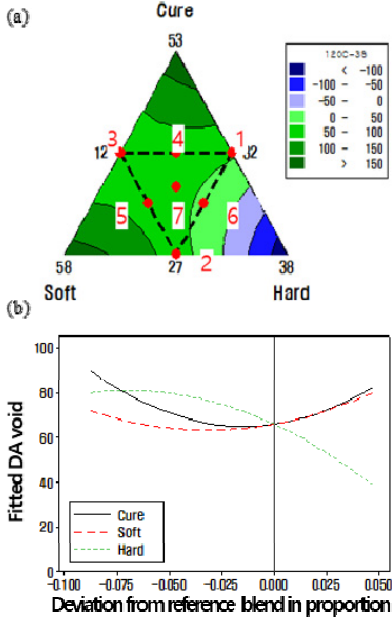 (a)
Cure
53
120C-3S
< -100
-100 – -50
-50 – 0
0 – 50
50 – 100
100 – 150
> 150
12 3 4 1 J2
5 7 6
2
58 27 38
Soft Hard
(b)
Fitted DA void
100
80
60
40
20
0
Cure
Soft
Hard
-0.100 -0.075 -0.050 -0.025 0.000 0.025 0.050
Deviation from reference blend in proportion